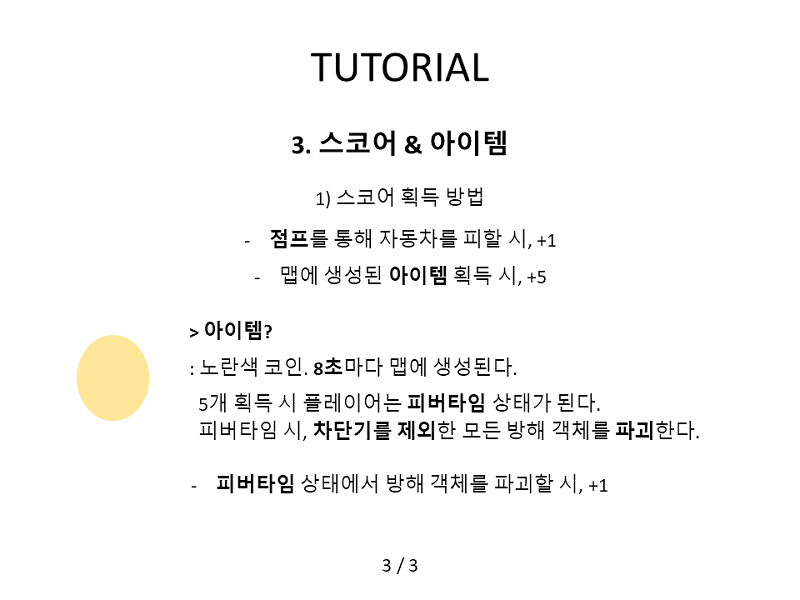 TUTORIAL
3. 스코어 & 아이템
1) 스코어 획득 방법
- 점프를 통해 자동차를 피할 시, +1
- 맵에 생성된 아이템 획득 시, +5
> 아이템?
: 노란색 코인. 8초마다 맵에 생성된다.
5개 획득 시 플레이어는 피버타임 상태가 된다.
피버타임 시, 차단기를 제외한 모든 방해 객체를 파괴한다.
- 피버타임 상태에서 방해 객체를 파괴할 시, +1
3 / 3